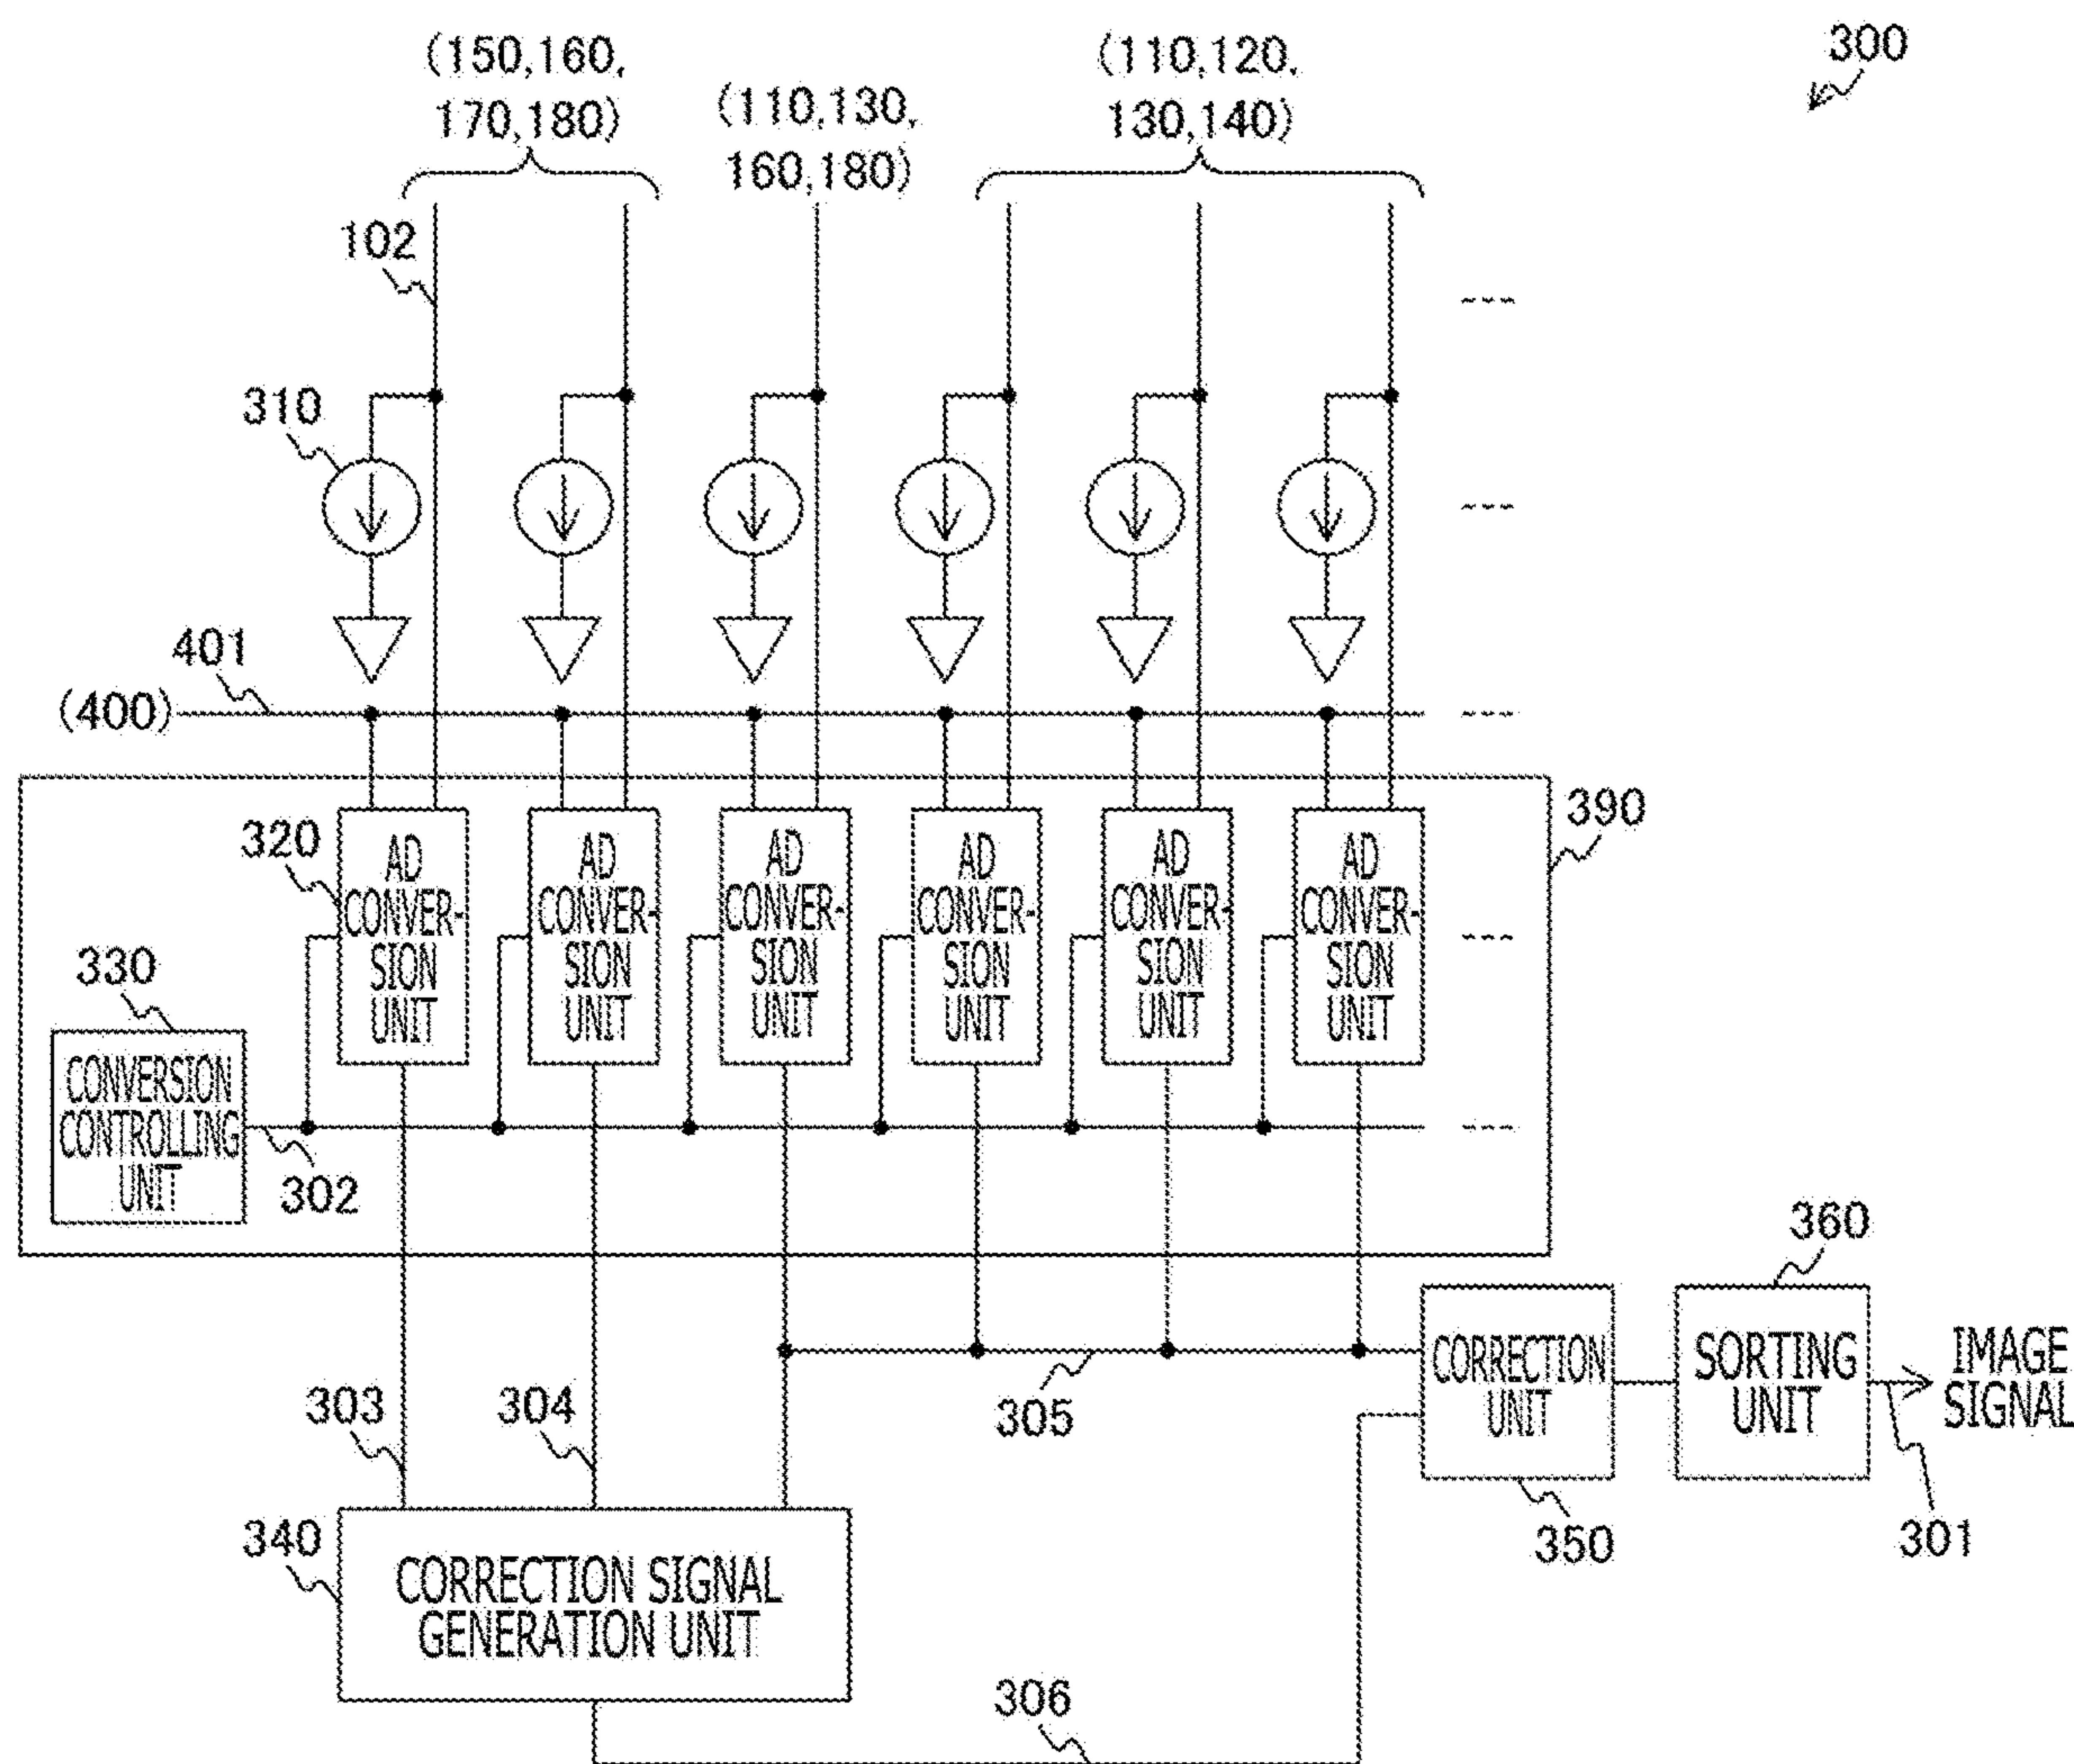 300
(150,160,
170,180)
(110,130,
160,180)
(110,120,
130,140)
102
310
401
(400)
390
320
AD
CONVER-
SION
UNIT
AD
CONVER-
SION
UNIT
AD
CONVER-
SION
UNIT
AD
CONVER-
SION
UNIT
AD
CONVER-
SION
UNIT
AD
CONVER-
SION
UNIT
330
CONVERSION
CONTROLLING
UNIT
302
360
CORRECTION
UNIT
SORTING
UNIT
IMAGE
SIGNAL
303
304
305
350
301
340
CORRECTION SIGNAL
GENERATION UNIT
306